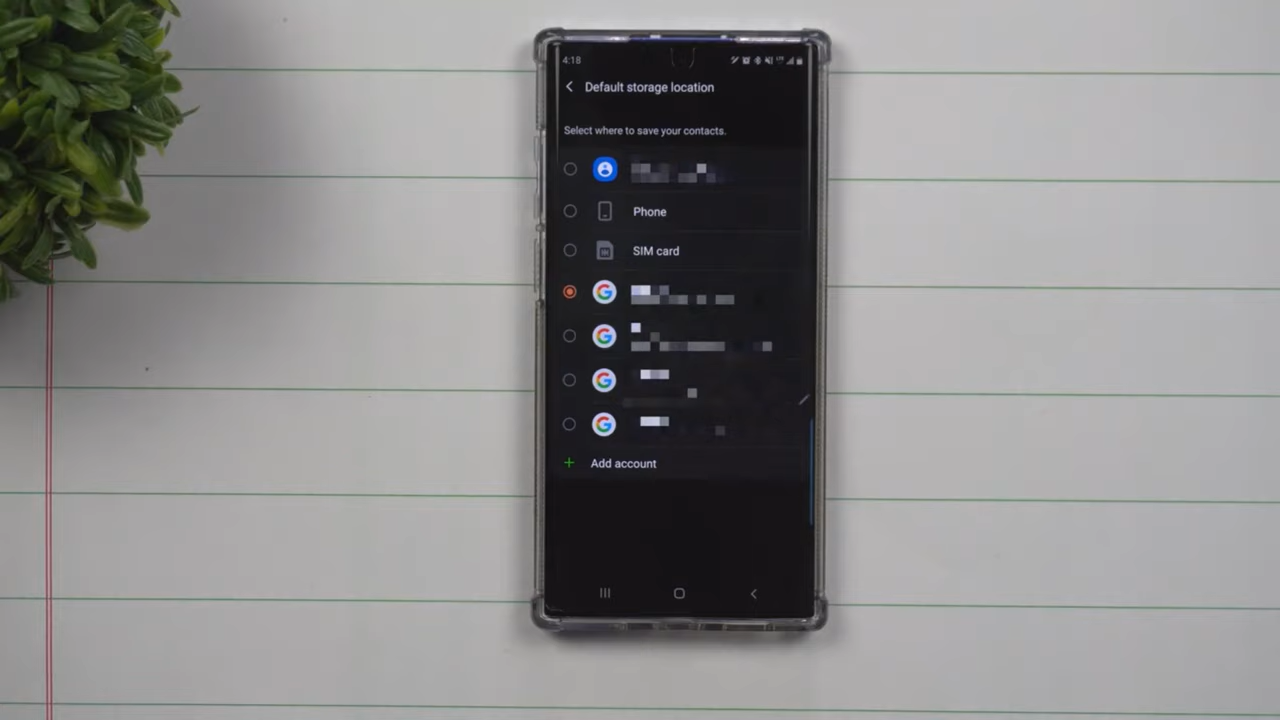 4:18
Default storage location
Select where to save your contacts.
Phone
SIM card
Add account